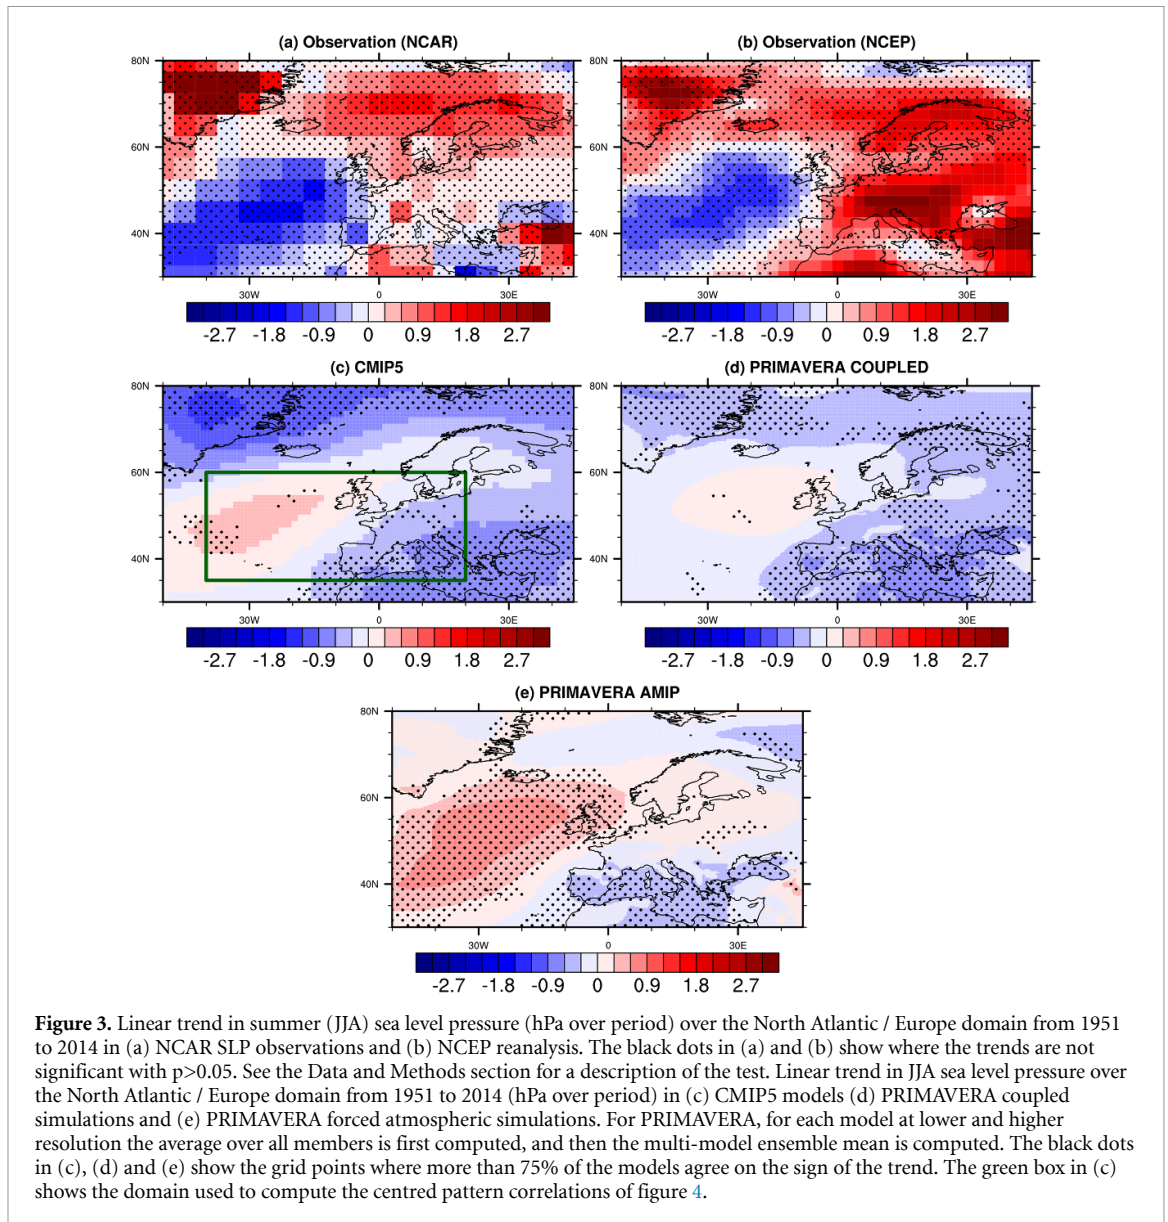 (a) Observation (NCAR)
80N
60N
40N
30W 0 30E
-2.7 -1.8 -0.9 0 0.9 1.8 2.7
(b) Observation (NCEP)
80N
60N
40N
30W 0 30E
-2.7 -1.8 -0.9 0 0.9 1.8 2.7
(c) CMIP5
80N
60N
40N
30W 0 30E
-2.7 -1.8 -0.9 0 0.9 1.8 2.7
(d) PRIMAVERA COUPLED
80N
60N
40N
30W 0 30E
-2.7 -1.8 -0.9 0 0.9 1.8 2.7
(e) PRIMAVERA AMIP
80N
60N
40N
30W 0 30E
-2.7 -1.8 -0.9 0 0.9 1.8 2.7
Figure 3. Linear trend in summer (JJA) sea level pressure (hPa over period) over the North Atlantic / Europe domain from 1951
to 2014 in (a) NCAR SLP observations and (b) NCEP reanalysis. The black dots in (a) and (b) show where the trends are not
significant with p>0.05. See the Data and Methods section for a description of the test. Linear trend in JJA sea level pressure over
the North Atlantic / Europe domain from 1951 to 2014 (hPa over period) in (c) CMIP5 models (d) PRIMAVERA coupled
simulations and (e) PRIMAVERA forced atmospheric simulations. For PRIMAVERA, for each model at lower and higher
resolution the average over all members is first computed, and then the multi-model ensemble mean is computed. The black dots
in (c), (d) and (e) show the grid points where more than 75% of the models agree on the sign of the trend. The green box in (c)
shows the domain used to compute the centred pattern correlations of figure 4.